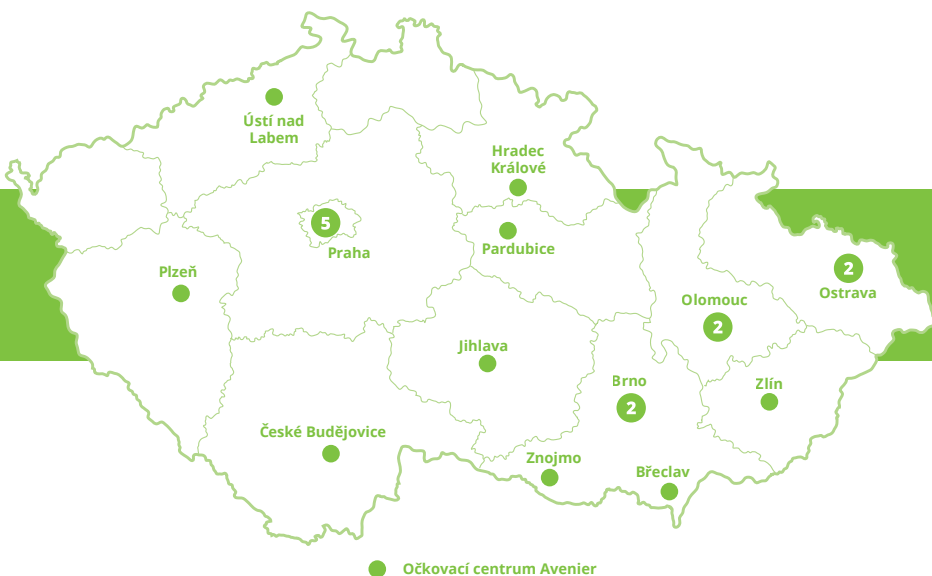 Ústí nad
Labem
Hradec
Králové
5
Praha
Pardubice
Plzeň
2
Ostrava
Olomouc
2
Jihlava
Brno
2
Zlín
České Budějovice
Znojmo
Břeclav
Očkovací centrum Avenier